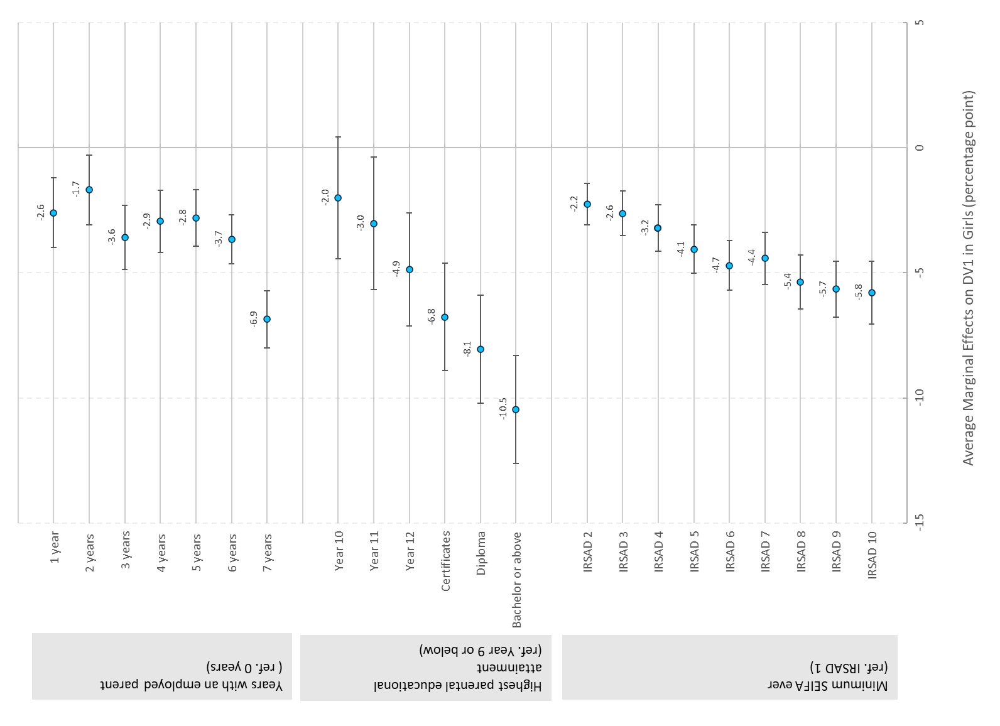 Years with an employed parent
( ref. 0 years)
1 year
-2.6
2 years
-1.7
3 years
-3.6
4 years
-2.9
5 years
-2.8
6 years
-3.7
7 years
-6.9
Highest parental educational
attainment
(ref. Year 9 or below)
Year 10
-2.0
Year 11
-3.0
Year 12
-4.9
Certificates
-6.8
Diploma
-8.1
Bachelor or above
-10.5
Minimum SEIFA ever
(ref. IRSAD 1)
IRSAD 2
-2.2
IRSAD 3
-2.6
IRSAD 4
-3.2
IRSAD 5
-4.1
IRSAD 6
-4.7
IRSAD 7
-4.4
IRSAD 8
-5.4
IRSAD 9
-5.7
IRSAD 10
-5.8
-15
-10
-5
0
5
Average Marginal Effects on DV1 in Girls (percentage point)